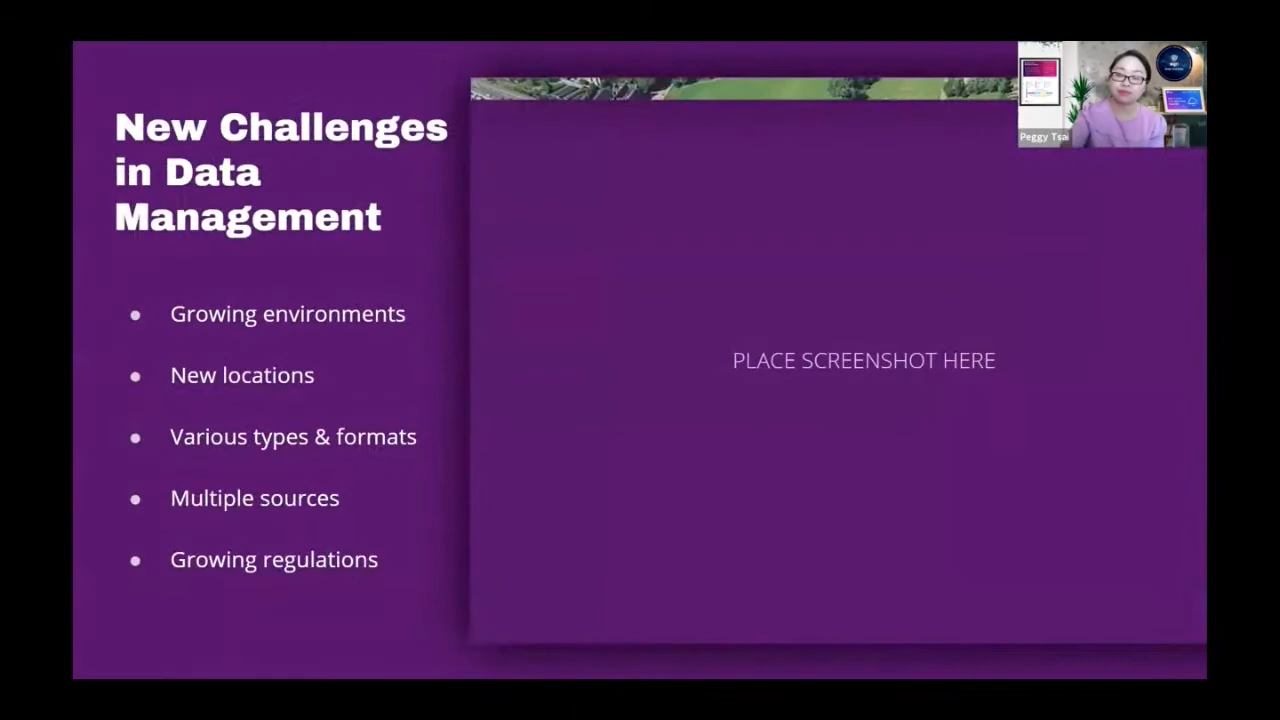 New Challenges
in Data
Management
Growing environments
New locations
Various types & formats
Multiple sources
Growing regulations
PLACE SCREENSHOT HERE
Peggy Tsai